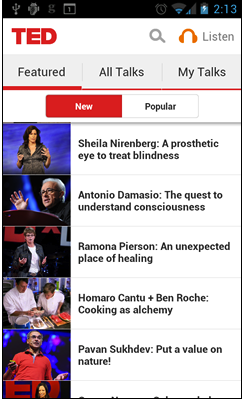 2:13
TED
Listen
Featured
All Talks
My Talks
New
Popular
Sheila Nirenberg: A prosthetic
eye to treat blindness
Antonio Damasio: The quest to
understand consciousness
Ramona Pierson: An unexpected
place of healing
Homaro Cantu + Ben Roche:
Cooking as alchemy
Pavan Sukhdev: Put a value on
nature!